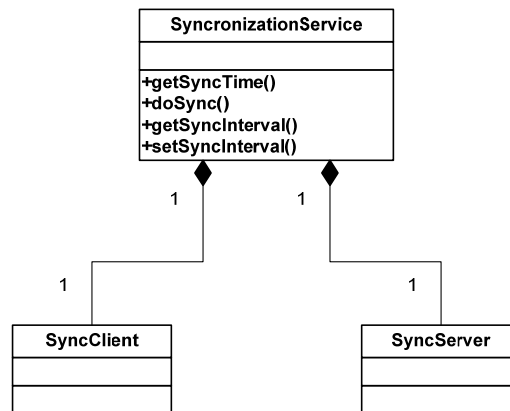 SyncronizationService
+getSyncTime()
+doSync()
+getSyncInterval()
+setSyncInterval()
1 1
1 1
SyncClient SyncServer